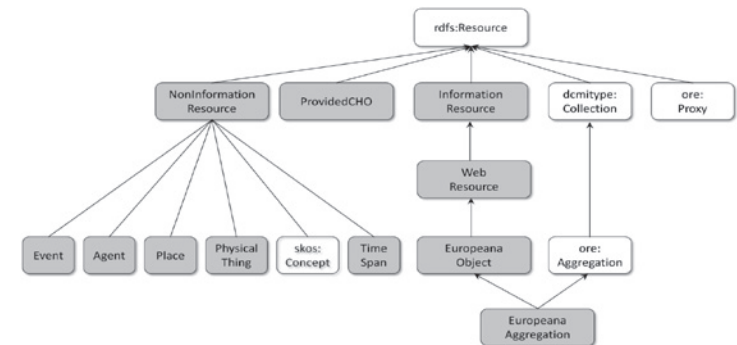 rdfs:Resource
NonInformation
Resource
ProvidedCHO
Information
Resource
dcmitype:
Collection
ore:
Proxy
Web
Resource
Event
Agent
Place
Physical
Thing
skos:
Concept
Time
Span
Europeana
Object
ore:
Aggregation
Europeana
Aggregation